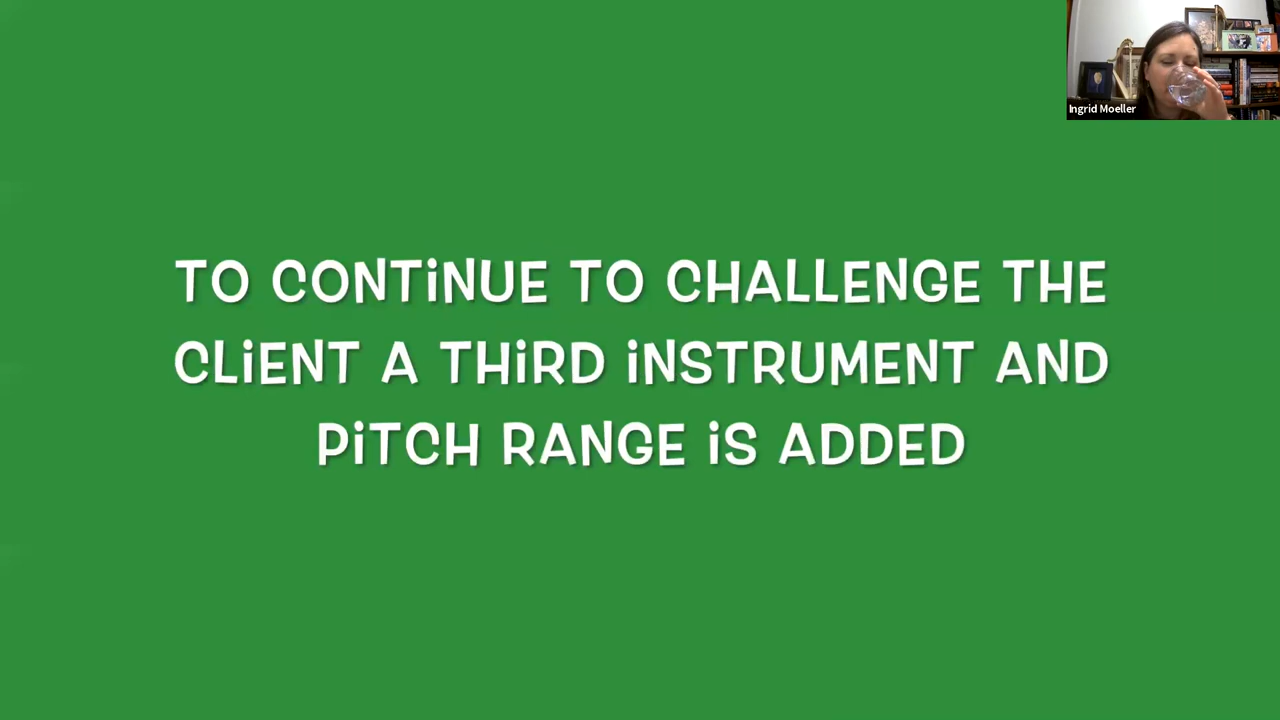 Ingrid Moeller
TO CONTiNUE TO CHALLENGE THE
CLiENT A THiRD iNSTRUMENT AND
PiTCH RANGE iS ADDED